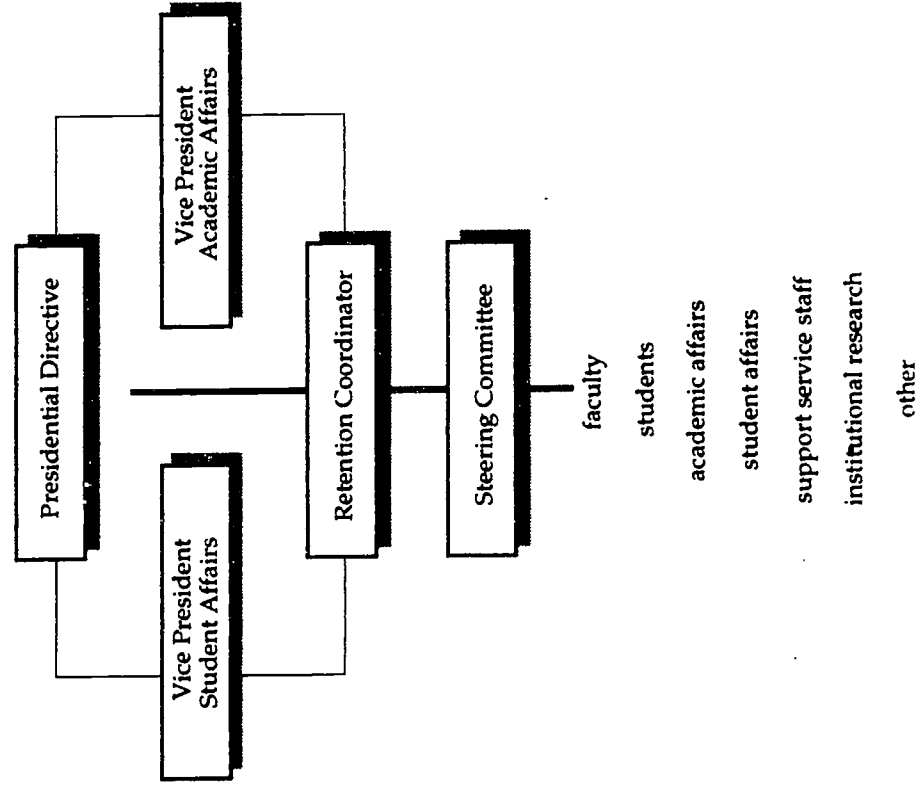 Presidential Directive
Vice President
Student Affairs
Vice President
Academic Affairs
Retention Coordinator
Steering Committee
faculty
students
academic affairs
student affairs
support service staff
institutional research
other